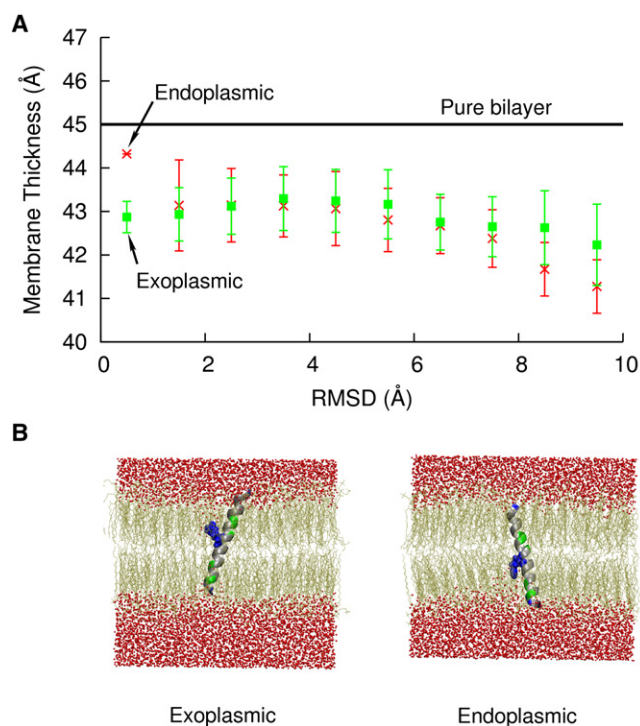 A
47
46
45
44
43
42
41
40
Membrane Thickness (Å)
Endoplasmic
Pure bilayer
Exoplasmic
0 2 4 6 8 10
RMSD (Å)
B
Exoplasmic Endoplasmic